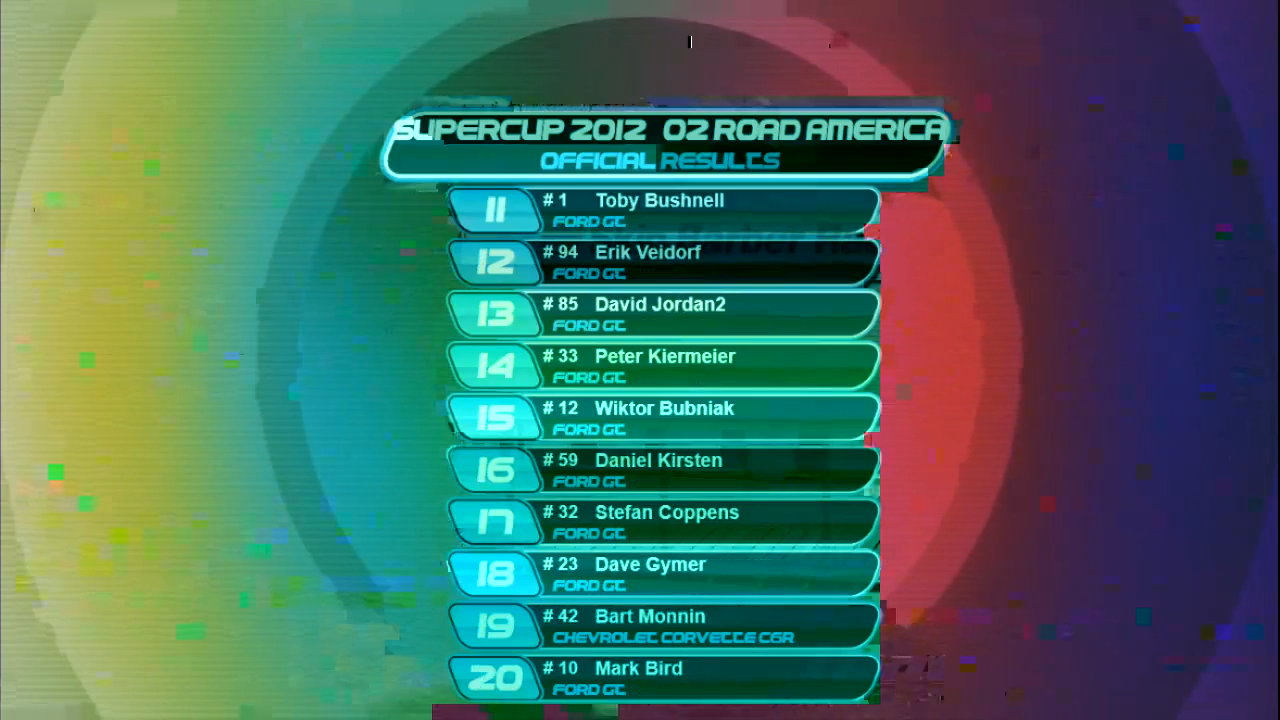 SUPERCUP 2012 02 ROAD AMERICA
OFFICIAL RESULTS
11 # 1 Toby Bushnell
FORD GT
12 # 94 Erik Veidorf
FORD GT
13 # 85 David Jordan2
FORD GT
14 # 33 Peter Kiermeier
FORD GT
15 # 12 Wiktor Bubniak
FORD GT
16 # 59 Daniel Kirsten
FORD GT
17 # 32 Stefan Coppens
FORD GT
18 # 23 Dave Gymer
FORD GT
19 # 42 Bart Monnin
CHEVROLET CORVETTE C6R
20 # 10 Mark Bird
FORD GT